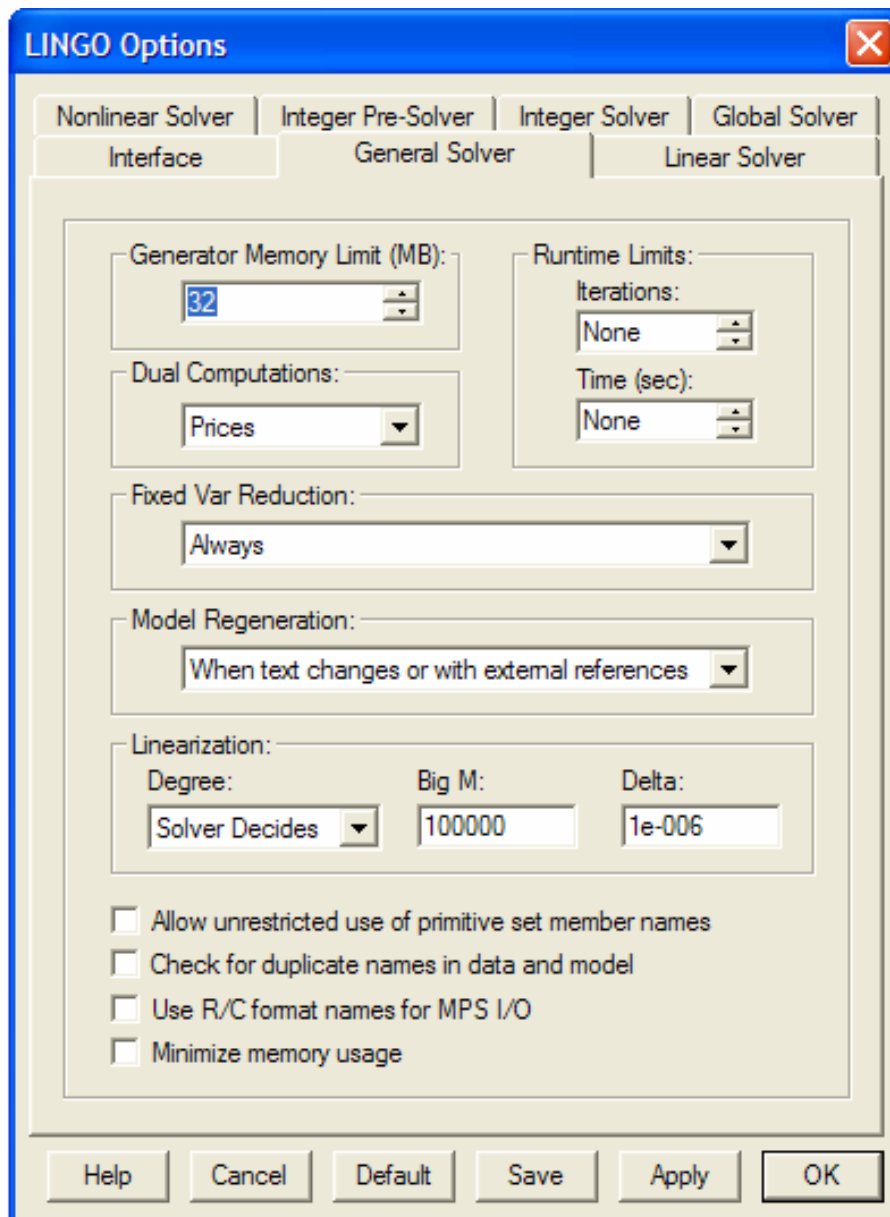 LINGO Options
Nonlinear Solver Integer Pre-Solver Integer Solver Global Solver
Interface General Solver Linear Solver
Generator Memory Limit (MB):
32
Runtime Limits:
Iterations:
None
Time (sec):
None
Dual Computations:
Prices
Fixed Var Reduction:
Always
Model Regeneration:
When text changes or with external references
Linearization:
Degree: Big M: Delta:
Solver Decides 100000 1e-006
Allow unrestricted use of primitive set member names
Check for duplicate names in data and model
Use R/C format names for MPS I/O
Minimize memory usage
Help Cancel Default Save Apply OK